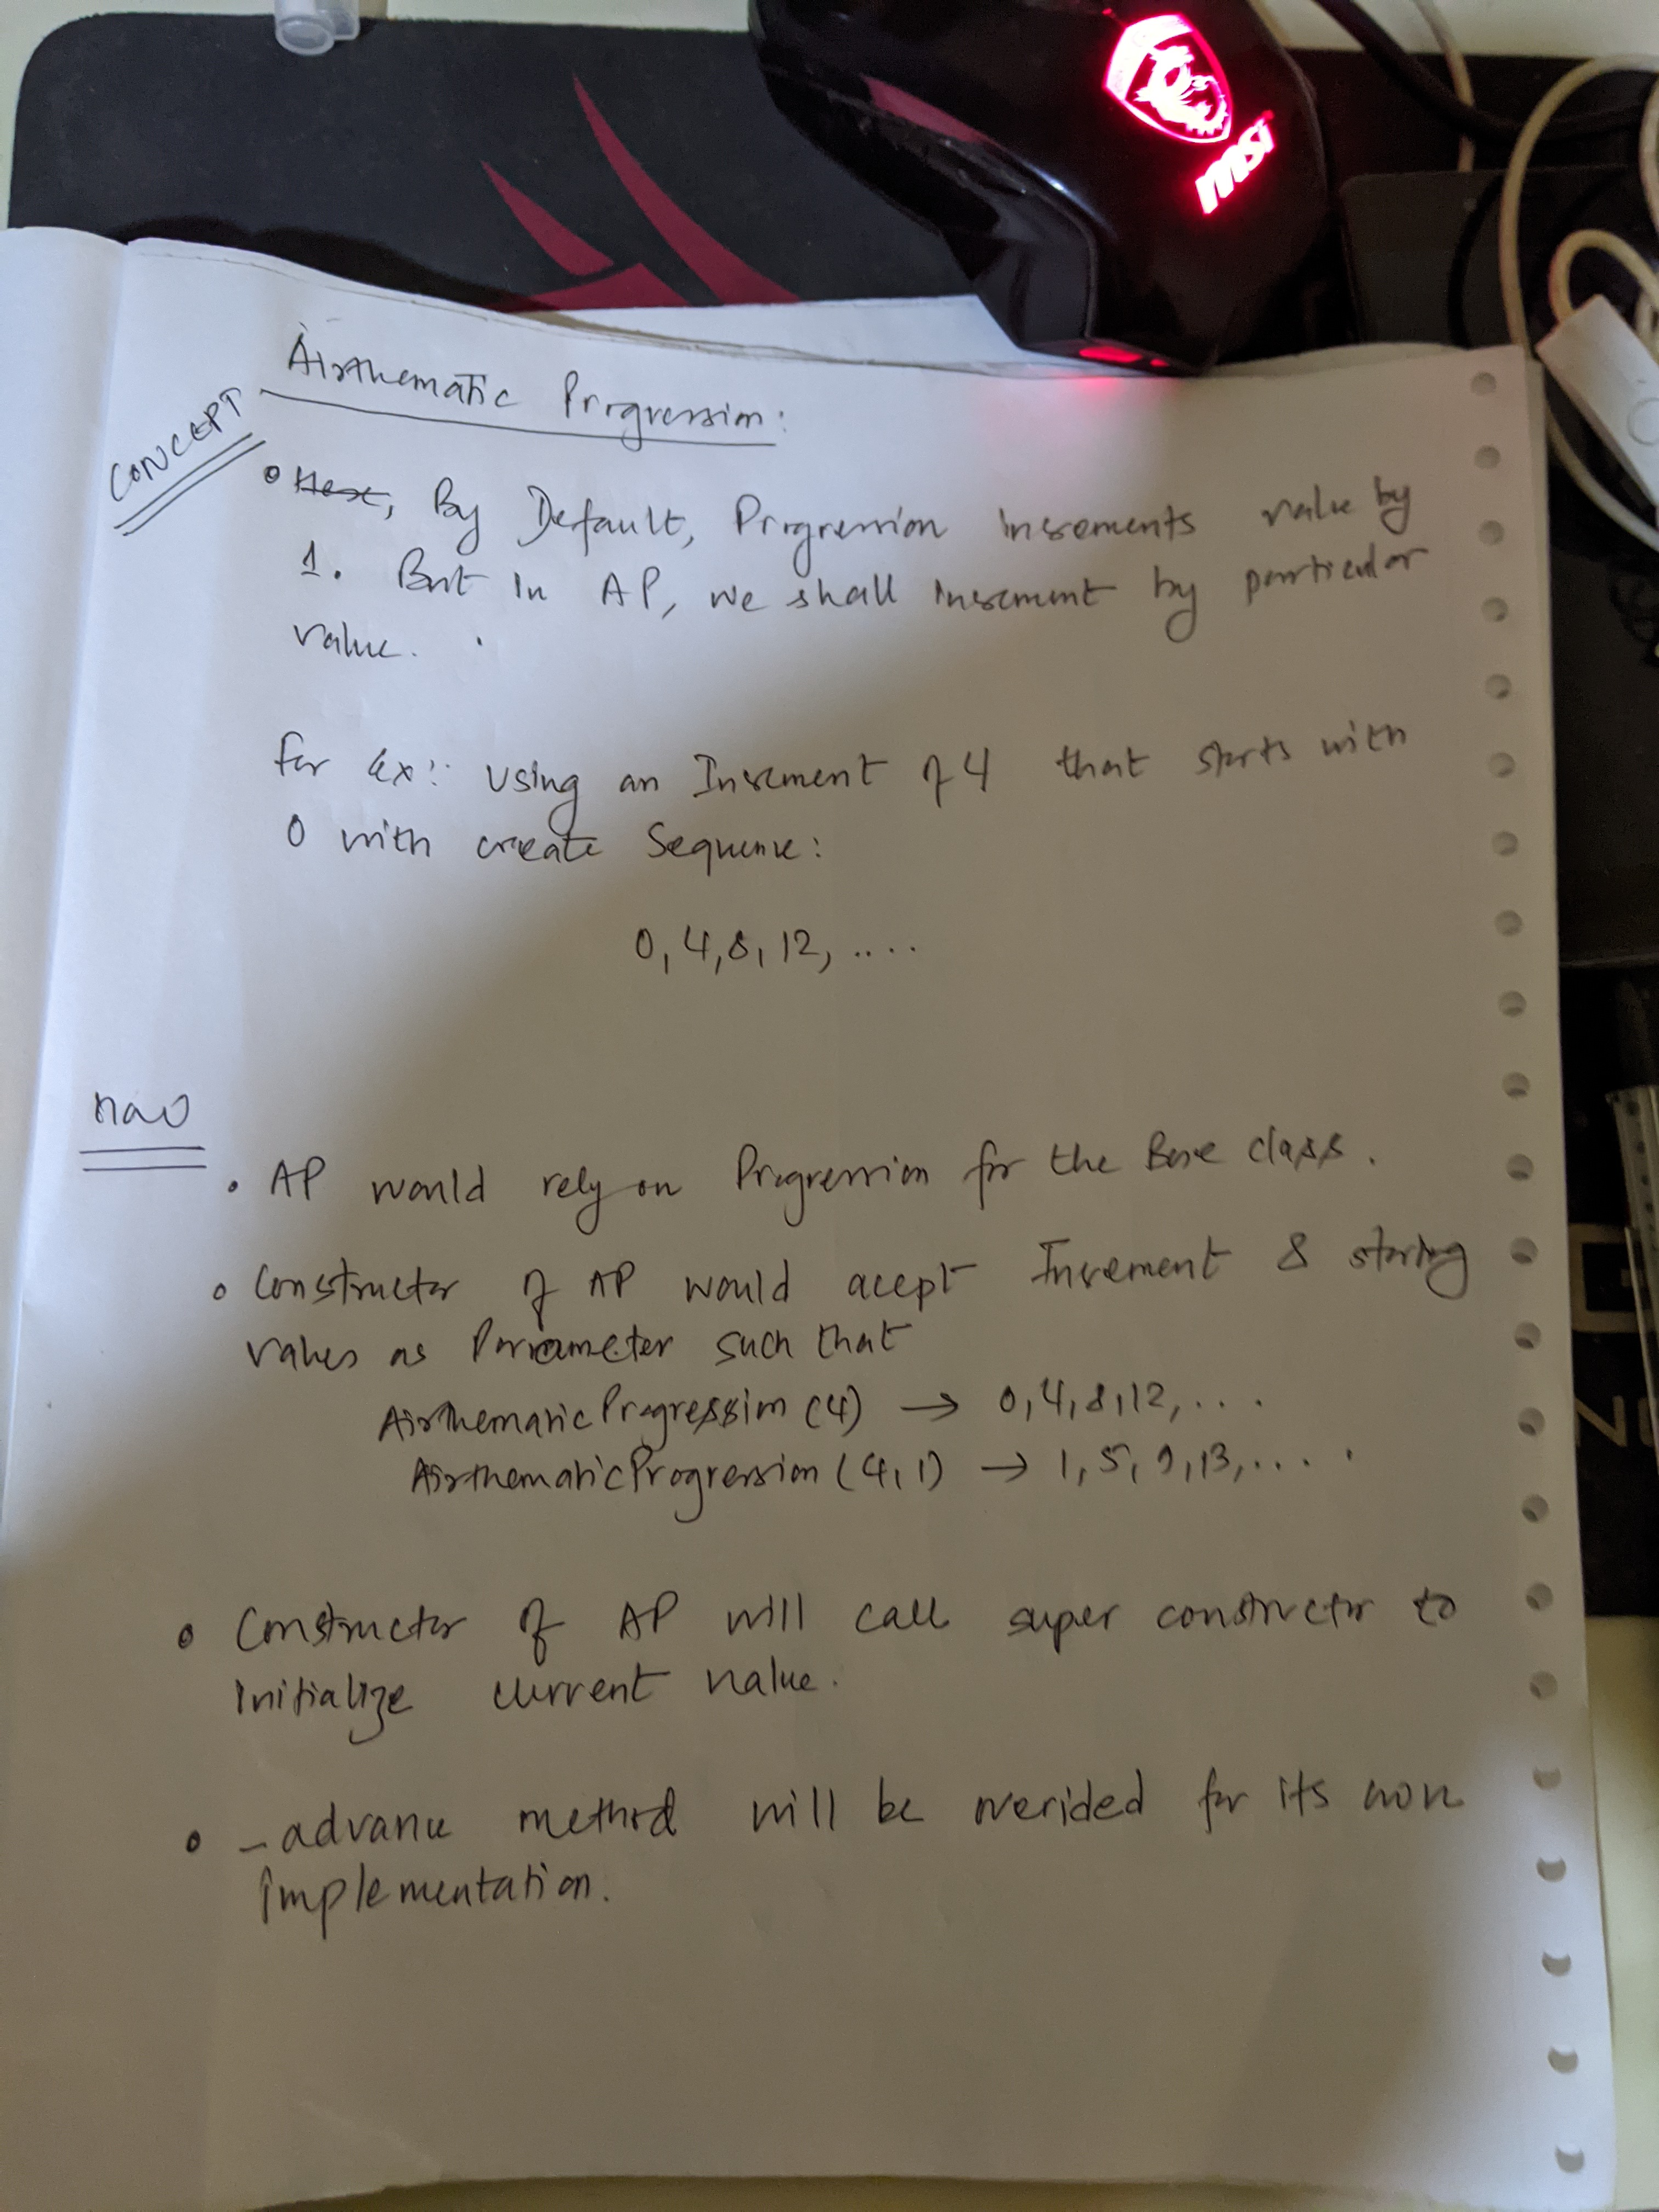 msi
Airthematic Progression:
CONCEPT
Here, By Default, Progression increments value by
1. But In AP, we shall increment by particular
value.
for ex:: using an Increment of 4 that starts with
0 with create Sequence:
0, 4, 8, 12, ....
• AP would rely on Progression for the Base class.
Constructor of AP would acept Increment & staring
values as Parameter such that
Airthematic Progression (4) → 0, 4, 8, 12, ....
AirthematicProgression (4, 1) → 1, 5, 9, 13, ....
Constructor of AP will call super constructor to
Initialize current value.
_advance method will be overided for its own
Implementation.